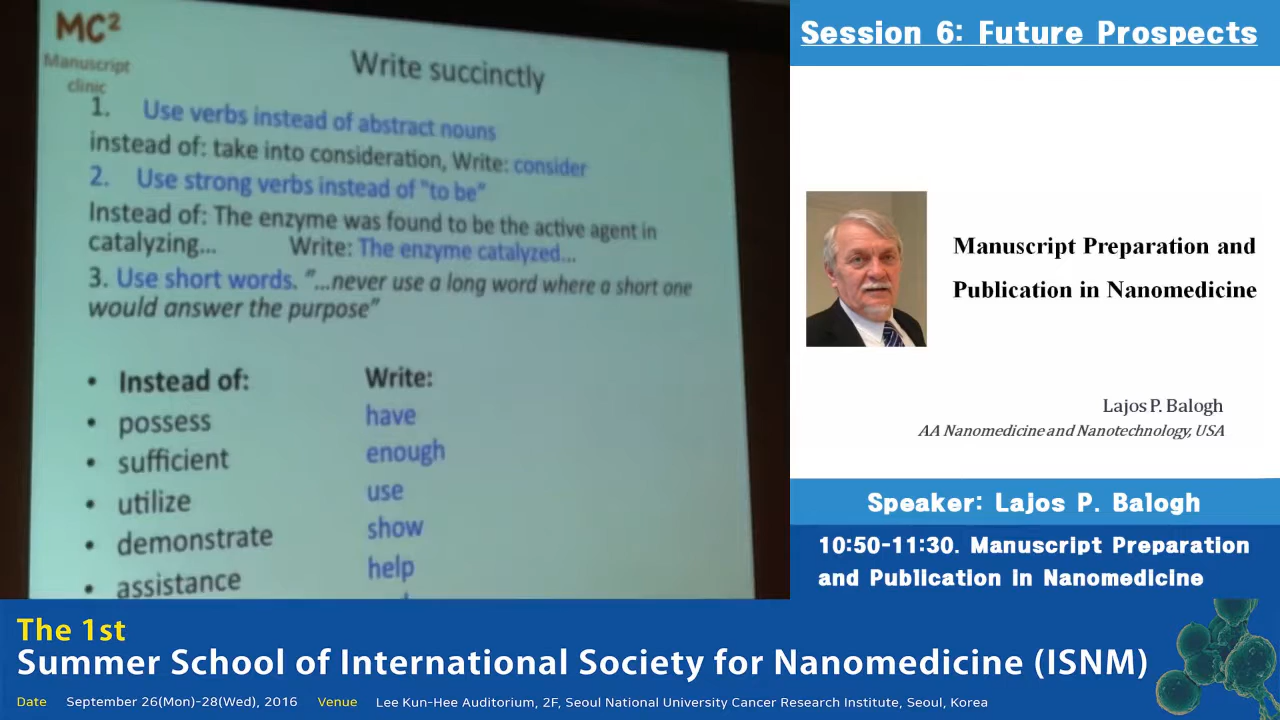 MC²
Manuscript
clinic
Write succinctly
1. Use verbs instead of abstract nouns
instead of: take into consideration, Write: consider
2. Use strong verbs instead of "to be"
Instead of: The enzyme was found to be the active agent in
catalyzing... Write: The enzyme catalyzed...
3. Use short words. "...never use a long word where a short one
would answer the purpose"
• Instead of: Write:
• possess have
• sufficient enough
• utilize use
• demonstrate show
• assistance help
Session 6: Future Prospects
Manuscript Preparation and
Publication in Nanomedicine
Lajos P. Balogh
AA Nanomedicine and Nanotechnology, USA
Speaker: Lajos P. Balogh
10:50-11:30. Manuscript Preparation
and Publication in Nanomedicine
The 1st
Summer School of International Society for Nanomedicine (ISNM)
Date September 26(Mon)-28(Wed), 2016 Venue Lee Kun-Hee Auditorium, 2F, Seoul National University Cancer Research Institute, Seoul, Korea